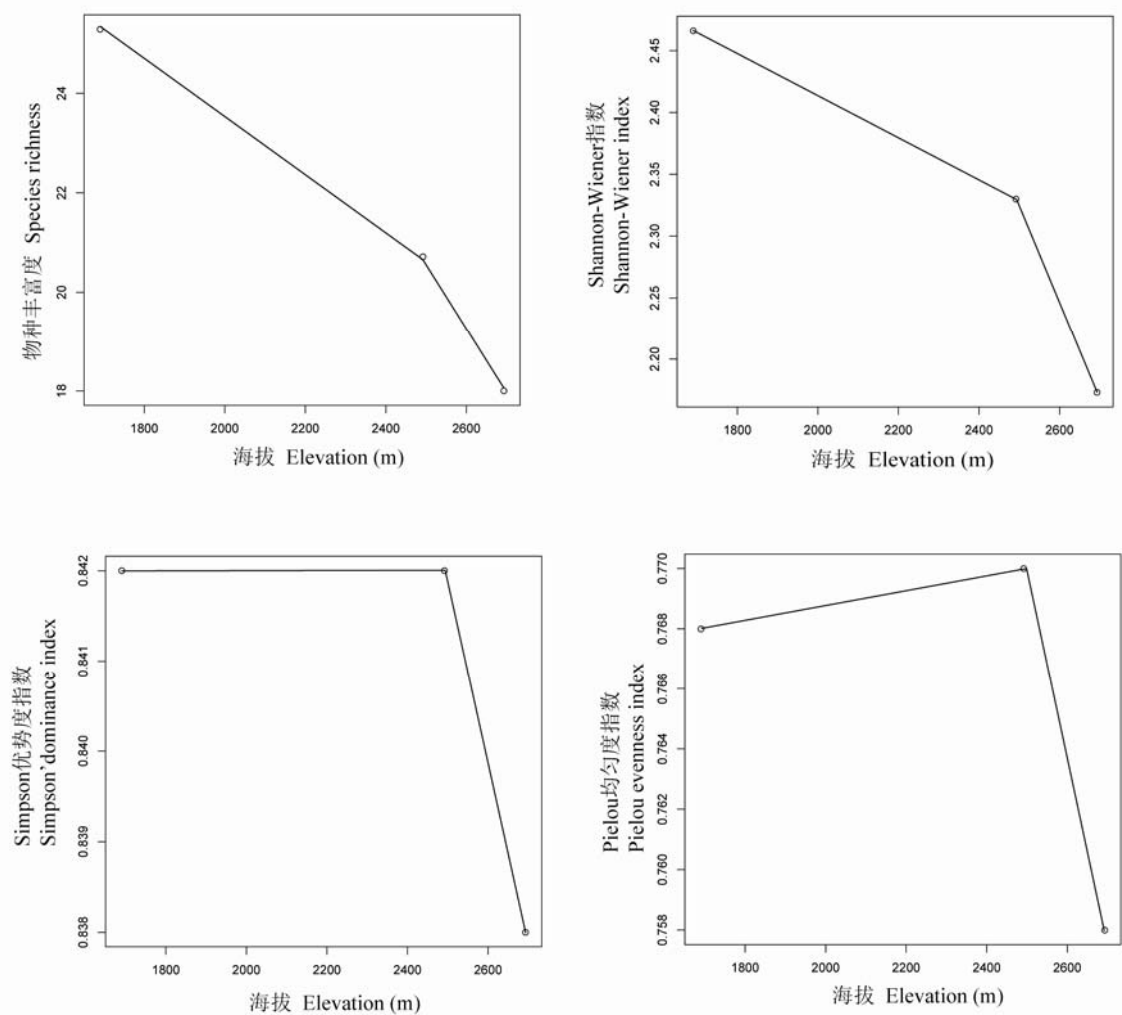 物种丰富度 Species richness
24
22
20
18
1800 2000 2200 2400 2600
海拔 Elevation (m)
Shannon-Wiener指数
Shannon-Wiener index
2.45
2.40
2.35
2.30
2.25
2.20
1800 2000 2200 2400 2600
海拔 Elevation (m)
Simpson优势度指数
Simpson’dominance index
0.842
0.841
0.840
0.839
0.838
1800 2000 2200 2400 2600
海拔 Elevation (m)
Pielou均匀度指数
Pielou evenness index
0.770
0.768
0.766
0.764
0.762
0.760
0.758
1800 2000 2200 2400 2600
海拔 Elevation (m)